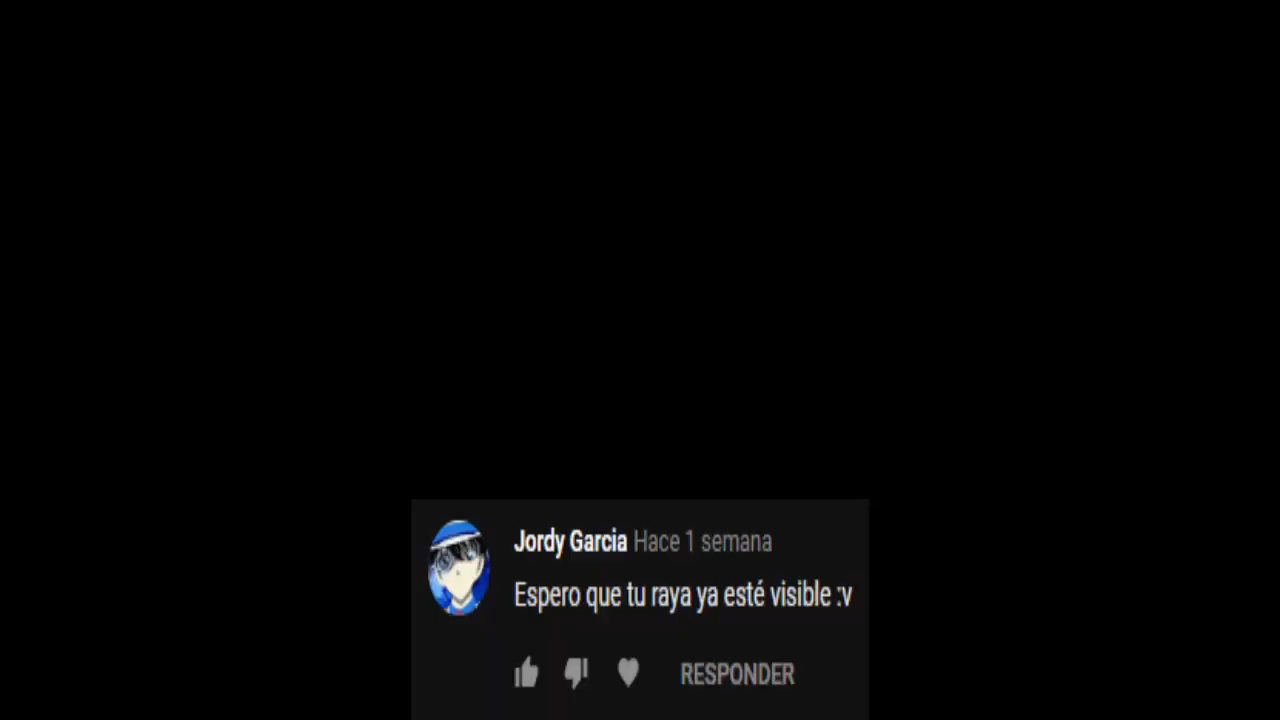 Jordy Garcia Hace 1 semana
Espero que tu raya ya esté visible :v
RESPONDER